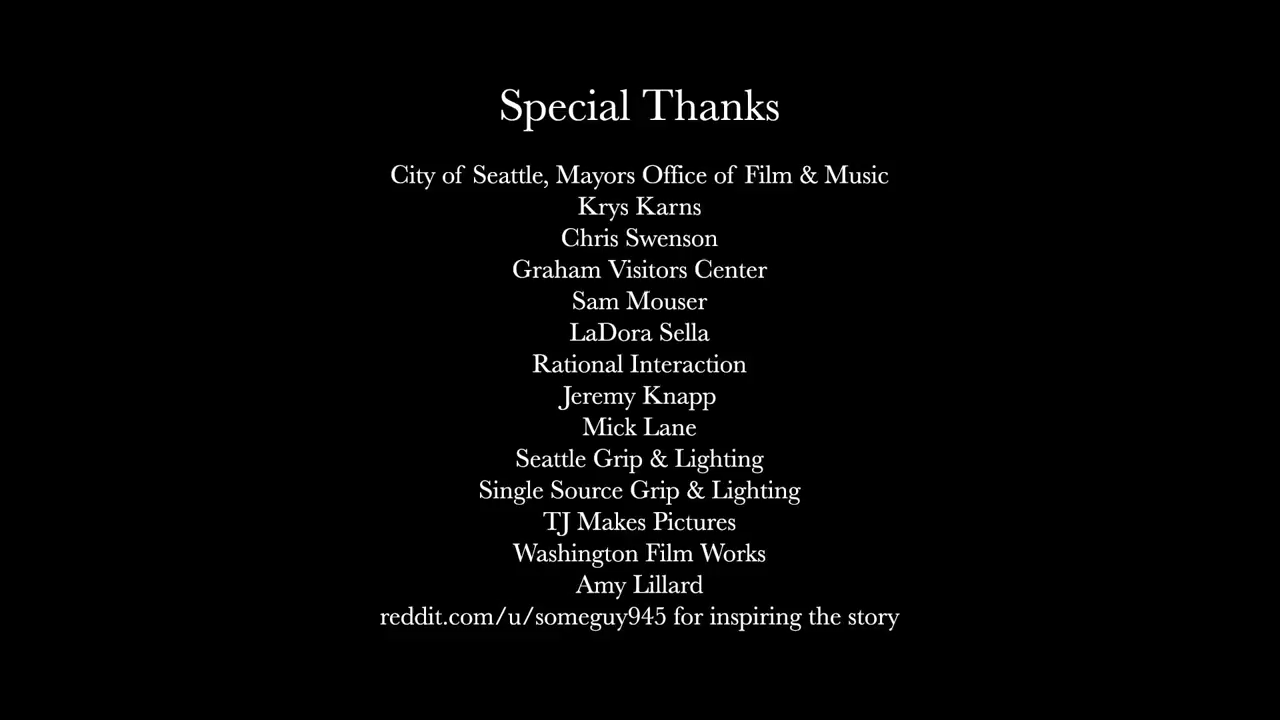 Special Thanks
City of Seattle, Mayors Office of Film & Music
Krys Karns
Chris Swenson
Graham Visitors Center
Sam Mouser
LaDora Sella
Rational Interaction
Jeremy Knapp
Mick Lane
Seattle Grip & Lighting
Single Source Grip & Lighting
TJ Makes Pictures
Washington Film Works
Amy Lillard
reddit.com/u/someguy945 for inspiring the story